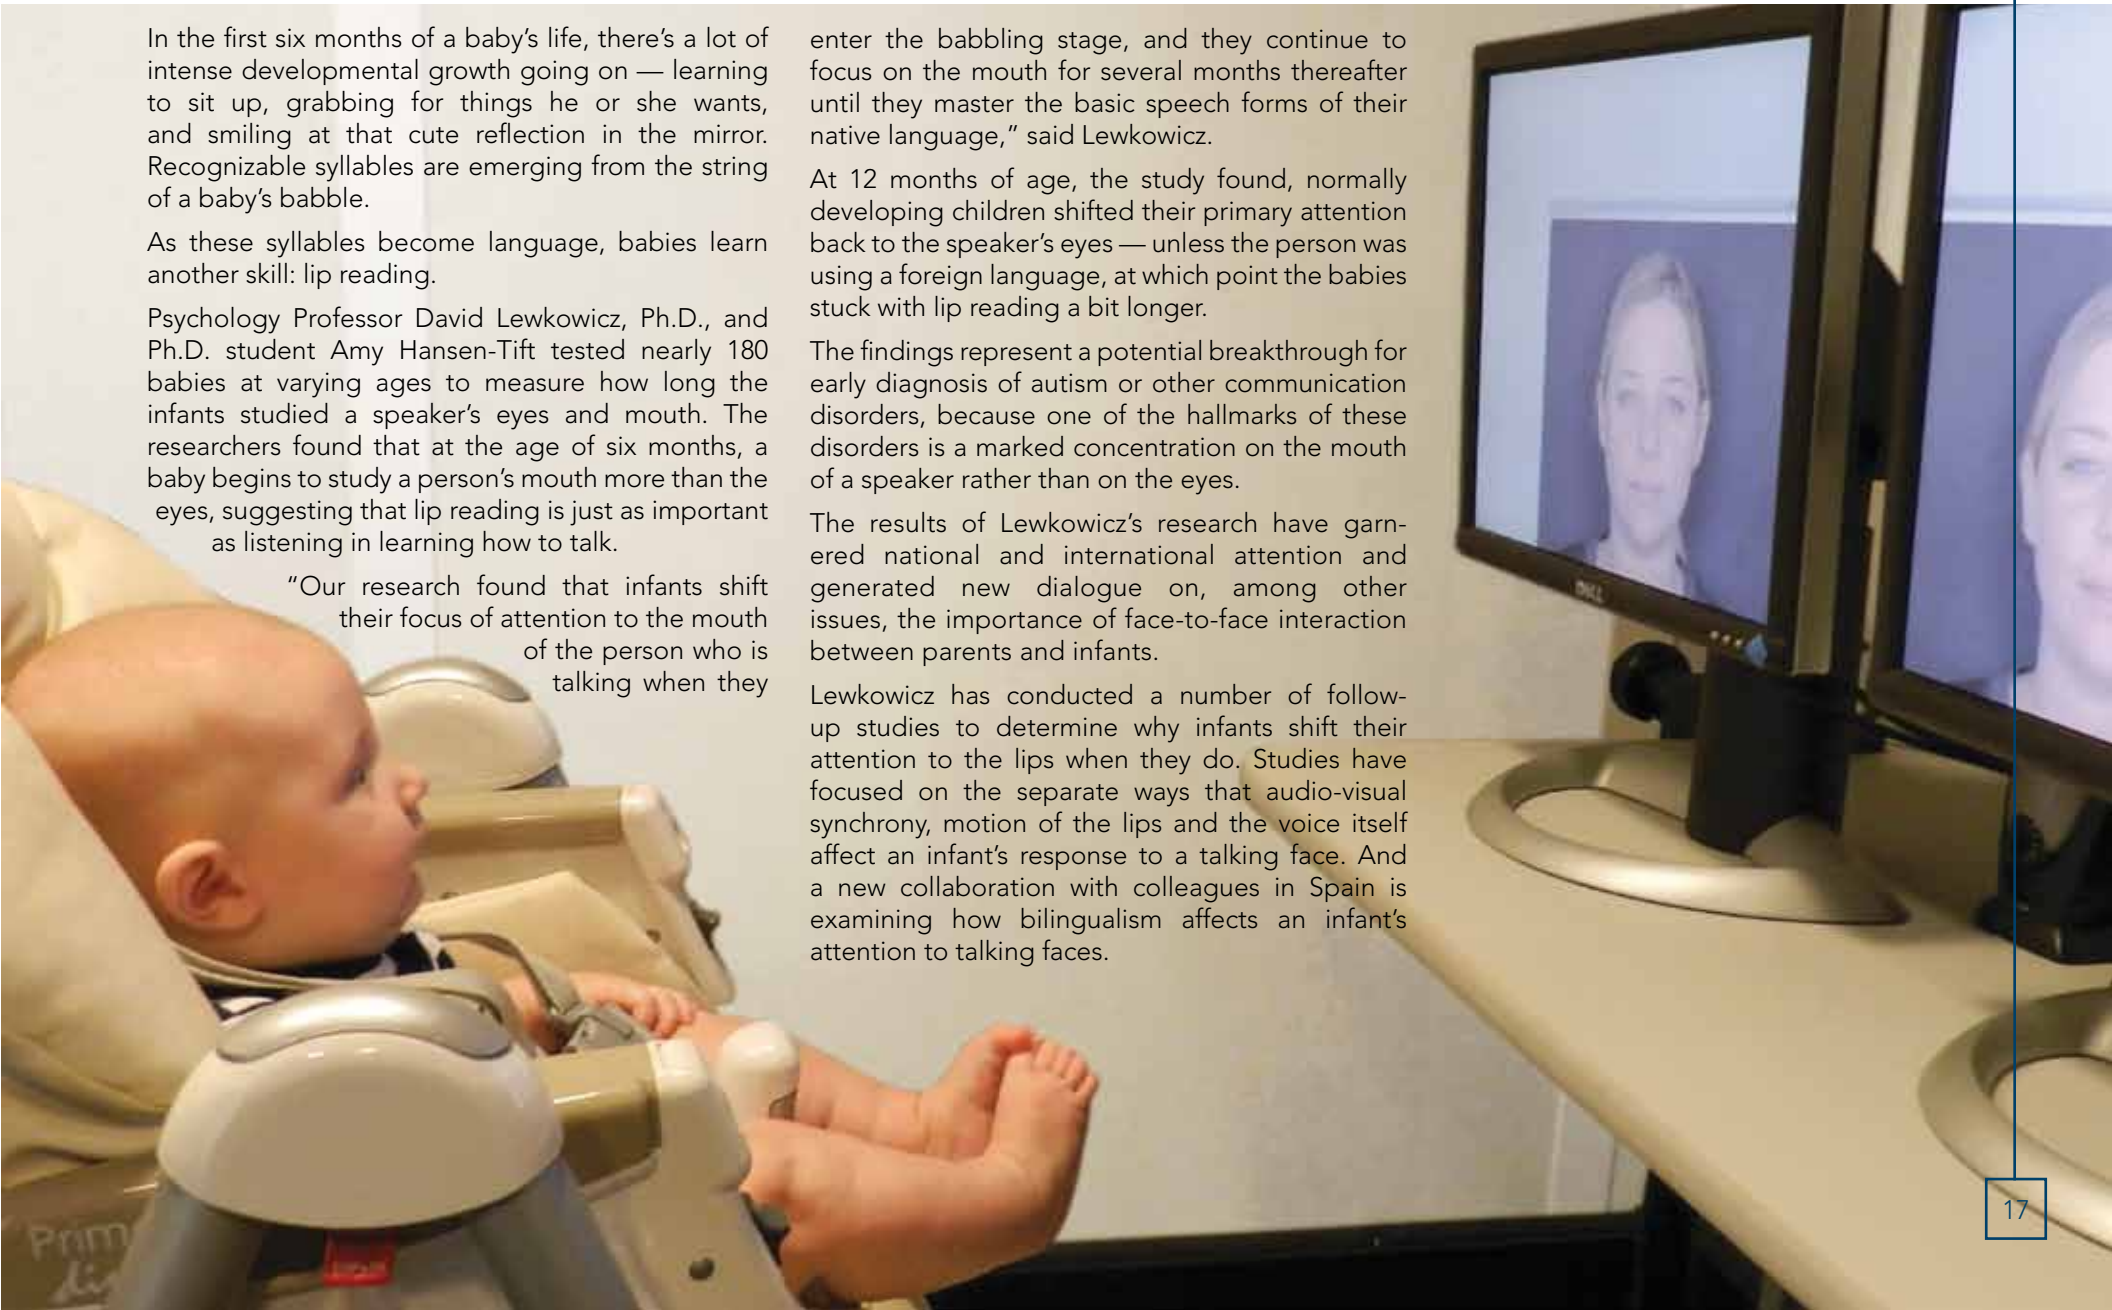 In the first six months of a baby's life, there's a lot of
intense developmental growth going on — learning
to sit up, grabbing for things he or she wants,
and smiling at that cute reflection in the mirror.
Recognizable syllables are emerging from the string
of a baby's babble.
As these syllables become language, babies learn
another skill: lip reading.
Psychology Professor David Lewkowicz, Ph.D., and
Ph.D. student Amy Hansen-Tift tested nearly 180
babies at varying ages to measure how long the
infants studied a speaker's eyes and mouth. The
researchers found that at the age of six months, a
baby begins to study a person's mouth more than the
eyes, suggesting that lip reading is just as important
as listening in learning how to talk.
"Our research found that infants shift
their focus of attention to the mouth
of the person who is
talking when they
enter the babbling stage, and they continue to
focus on the mouth for several months thereafter
until they master the basic speech forms of their
native language," said Lewkowicz.
At 12 months of age, the study found, normally
developing children shifted their primary attention
back to the speaker's eyes — unless the person was
using a foreign language, at which point the babies
stuck with lip reading a bit longer.
The findings represent a potential breakthrough for
early diagnosis of autism or other communication
disorders, because one of the hallmarks of these
disorders is a marked concentration on the mouth
of a speaker rather than on the eyes.
The results of Lewkowicz's research have garn-
ered national and international attention and
generated new dialogue on, among other
issues, the importance of face-to-face interaction
between parents and infants.
Lewkowicz has conducted a number of follow-
up studies to determine why infants shift their
attention to the lips when they do. Studies have
focused on the separate ways that audio-visual
synchrony, motion of the lips and the voice itself
affect an infant's response to a talking face. And
a new collaboration with colleagues in Spain is
examining how bilingualism affects an infant's
attention to talking faces.
DELL
Prim
17